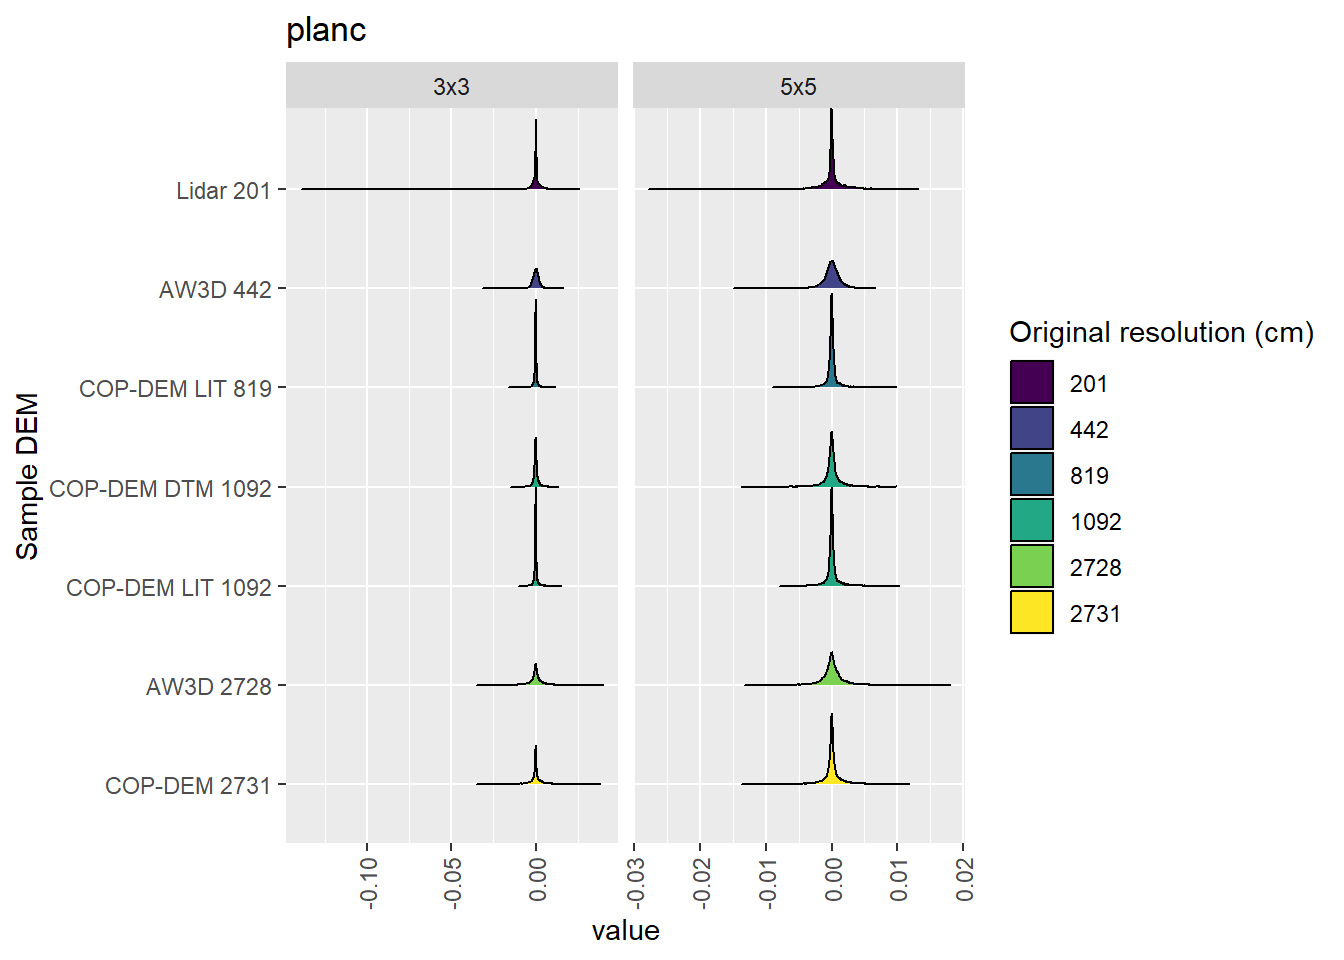 planc
3x3
5x5
Lidar 201
AW3D 442
COP-DEM LIT 819
COP-DEM DTM 1092
COP-DEM LIT 1092
AW3D 2728
COP-DEM 2731
Sample DEM
-0.10
-0.05
0.00
-0.03
-0.02
-0.01
0.00
0.01
0.02
value
Original resolution (cm)
201
442
819
1092
2728
2731